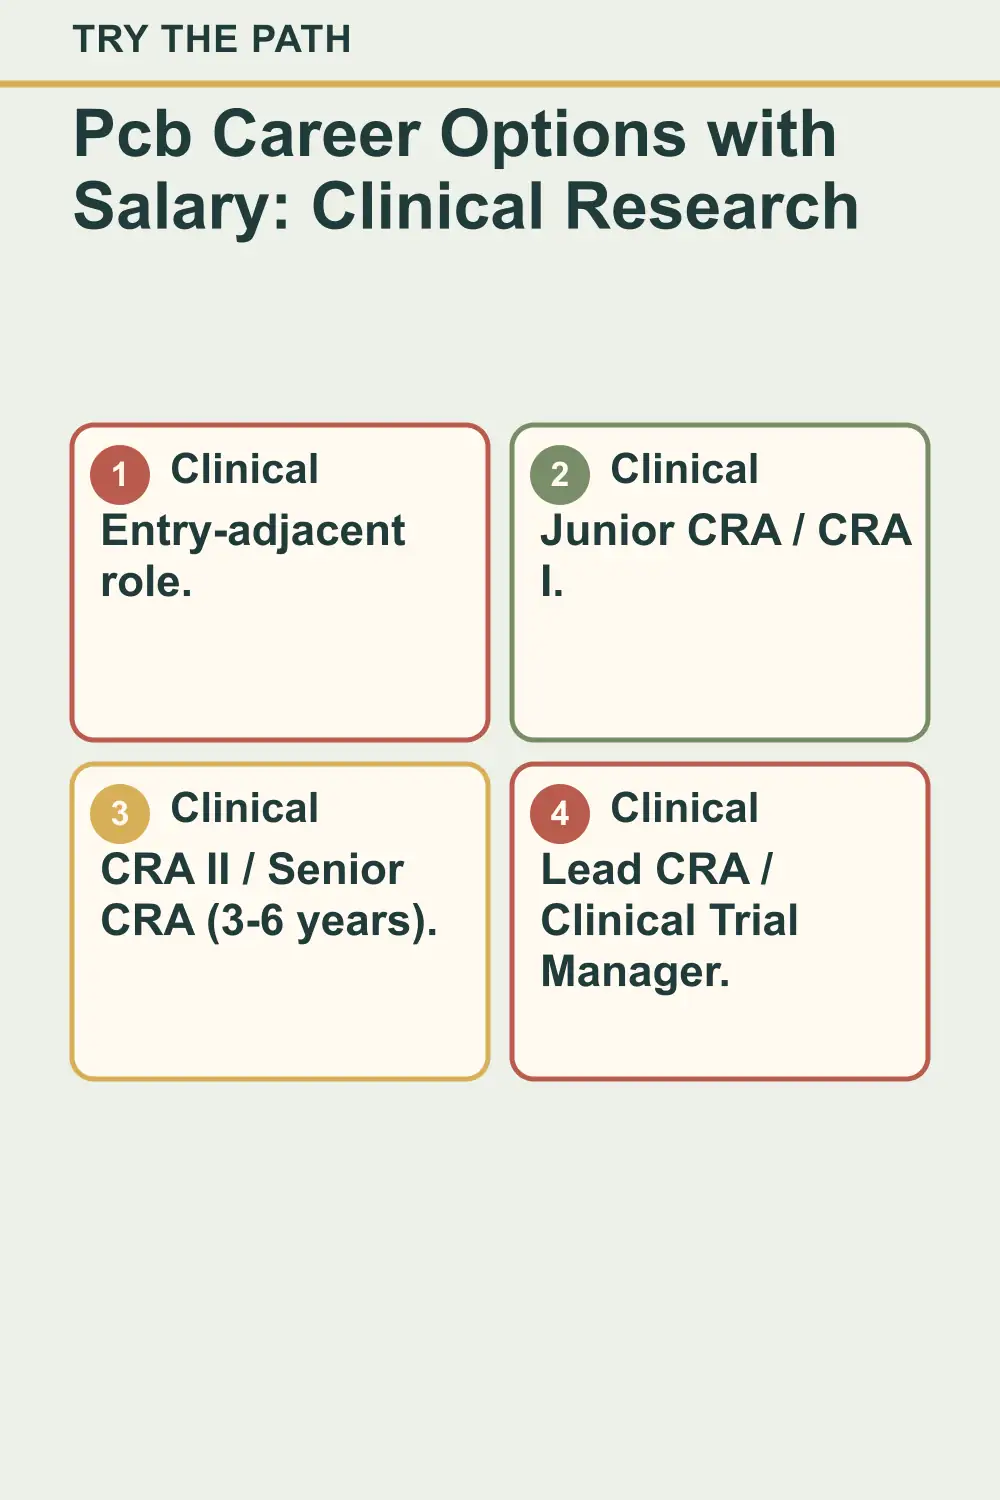 TRY THE PATH
Pcb Career Options with
Salary: Clinical Research
1 Clinical
Entry-adjacent
role.
2 Clinical
Junior CRA / CRA
I.
3 Clinical
CRA II / Senior
CRA (3-6 years).
4 Clinical
Lead CRA /
Clinical Trial
Manager.